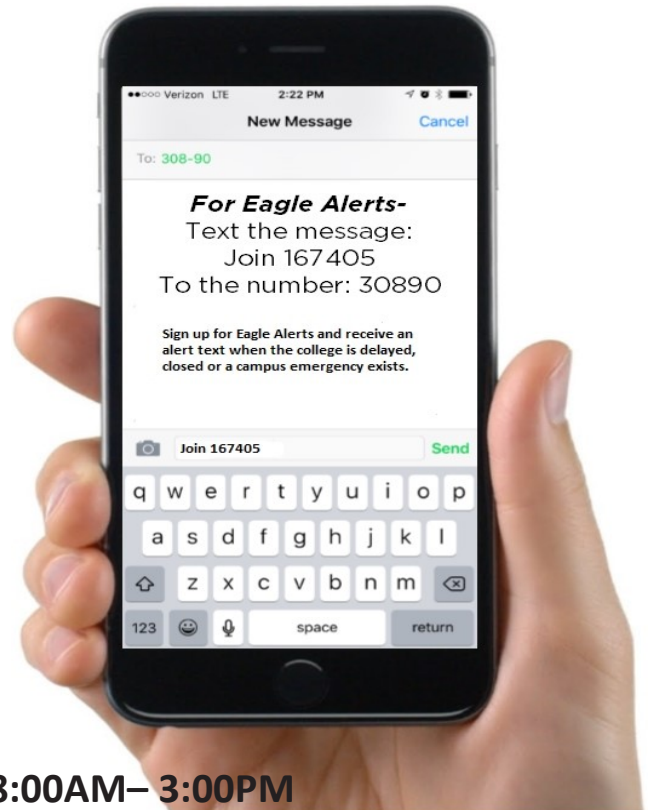 Verizon LTE 2:22 PM
New Message Cancel
To: 308-90
For Eagle Alerts-
Text the message:
Join 167405
To the number: 30890
Sign up for Eagle Alerts and receive an
alert text when the college is delayed,
closed or a campus emergency exists.
Join 167405 Send
q w e r t y u i o p
a s d f g h j k l
z x c v b n m
123 space return
:00AM– 3:00PM